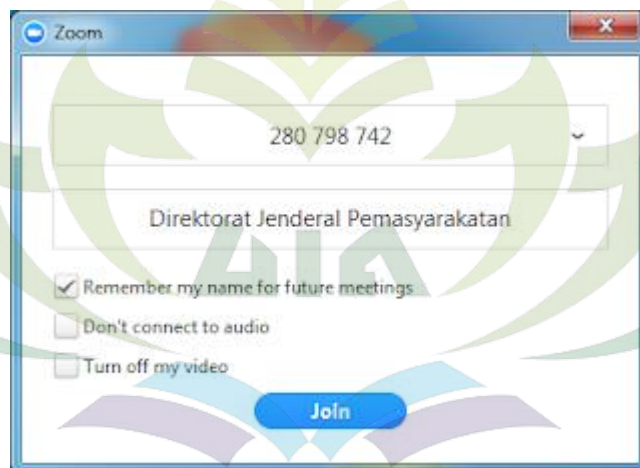 Zoom
280 798 742
Direktorat Jenderal Pemasyarakatan
Remember my name for future meetings
Don't connect to audio
Turn off my video
Join